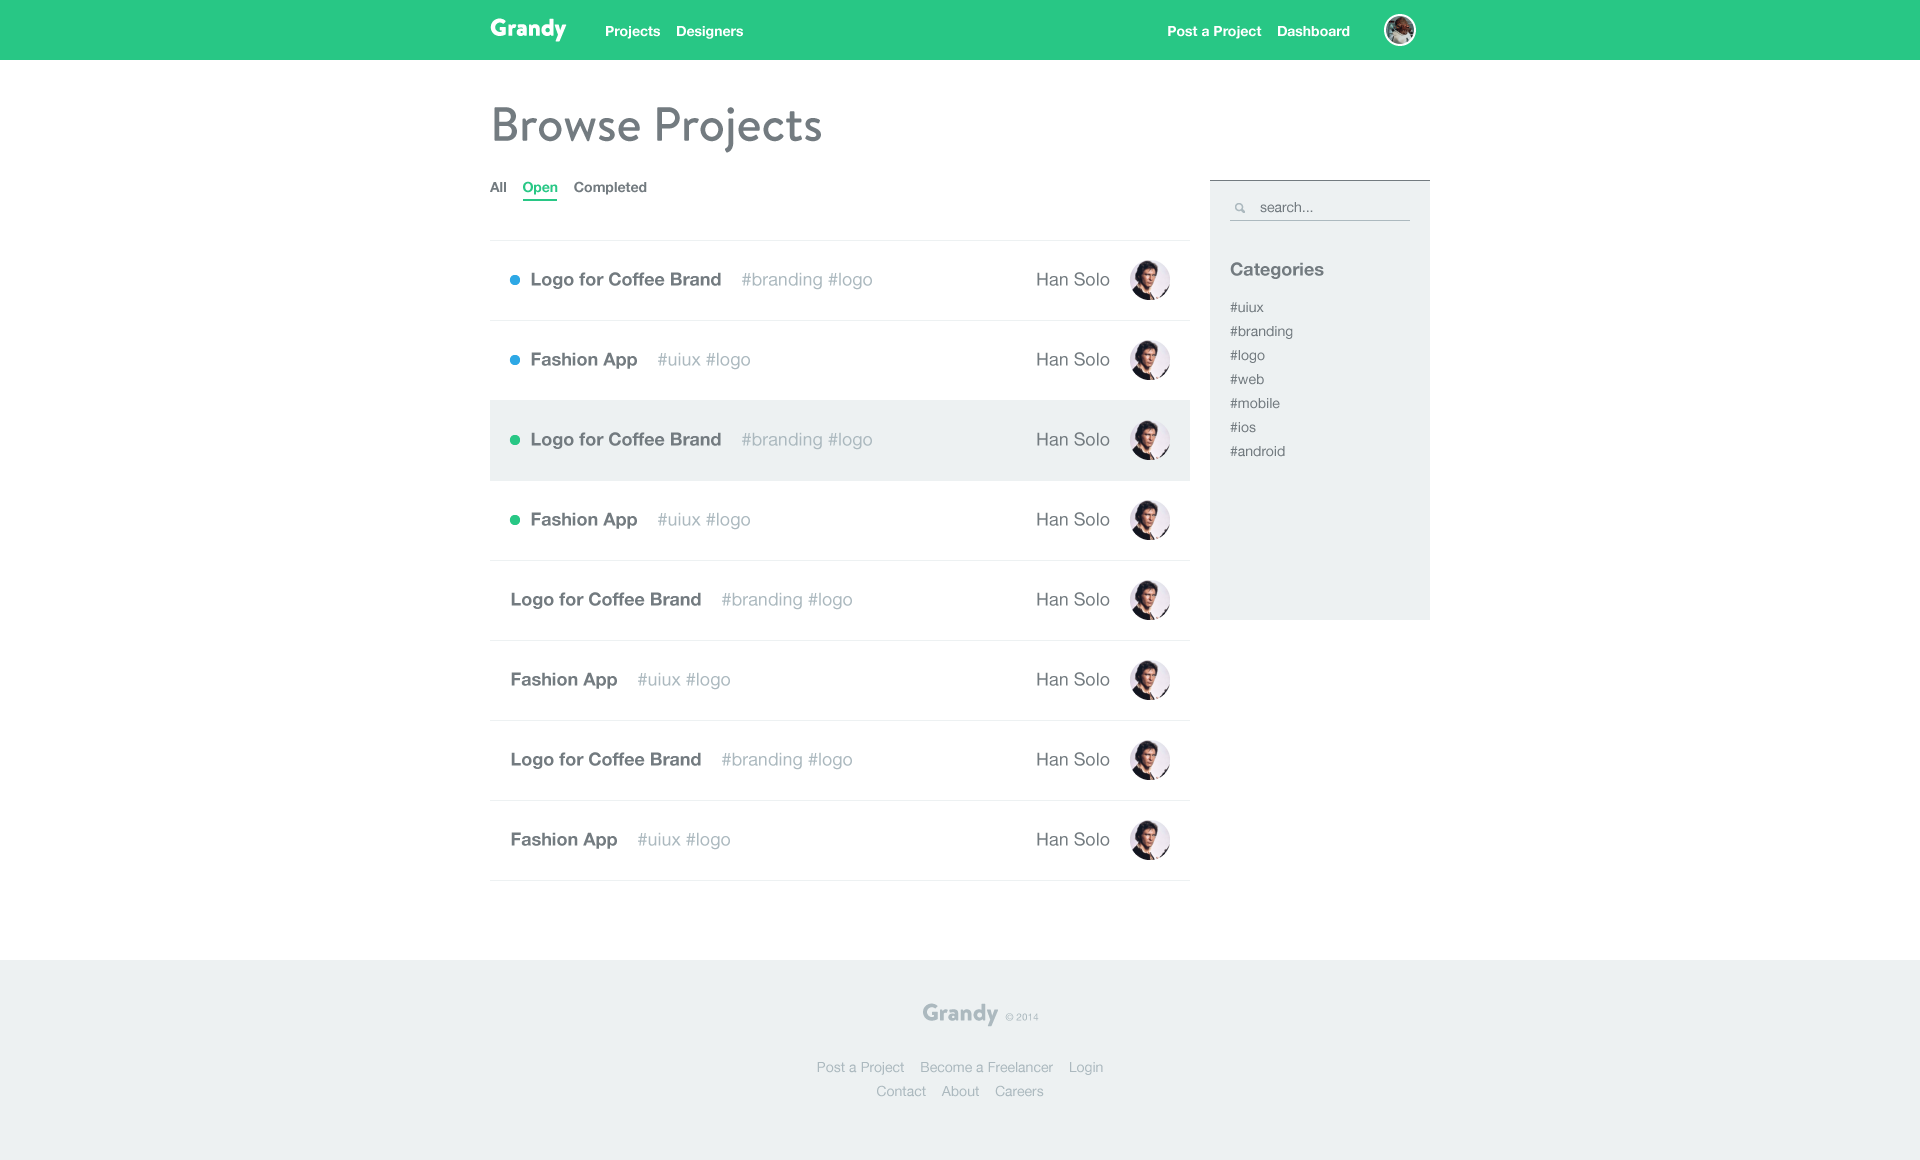 Grandy Projects Designers Post a Project Dashboard
Browse Projects
All Open Completed
search...
Logo for Coffee Brand #branding #logo Han Solo
Fashion App #uiux #logo Han Solo
Logo for Coffee Brand #branding #logo Han Solo
Fashion App #uiux #logo Han Solo
Logo for Coffee Brand #branding #logo Han Solo
Fashion App #uiux #logo Han Solo
Logo for Coffee Brand #branding #logo Han Solo
Fashion App #uiux #logo Han Solo
Categories
#uiux
#branding
#logo
#web
#mobile
#ios
#android
Grandy © 2014
Post a Project Become a Freelancer Login
Contact About Careers